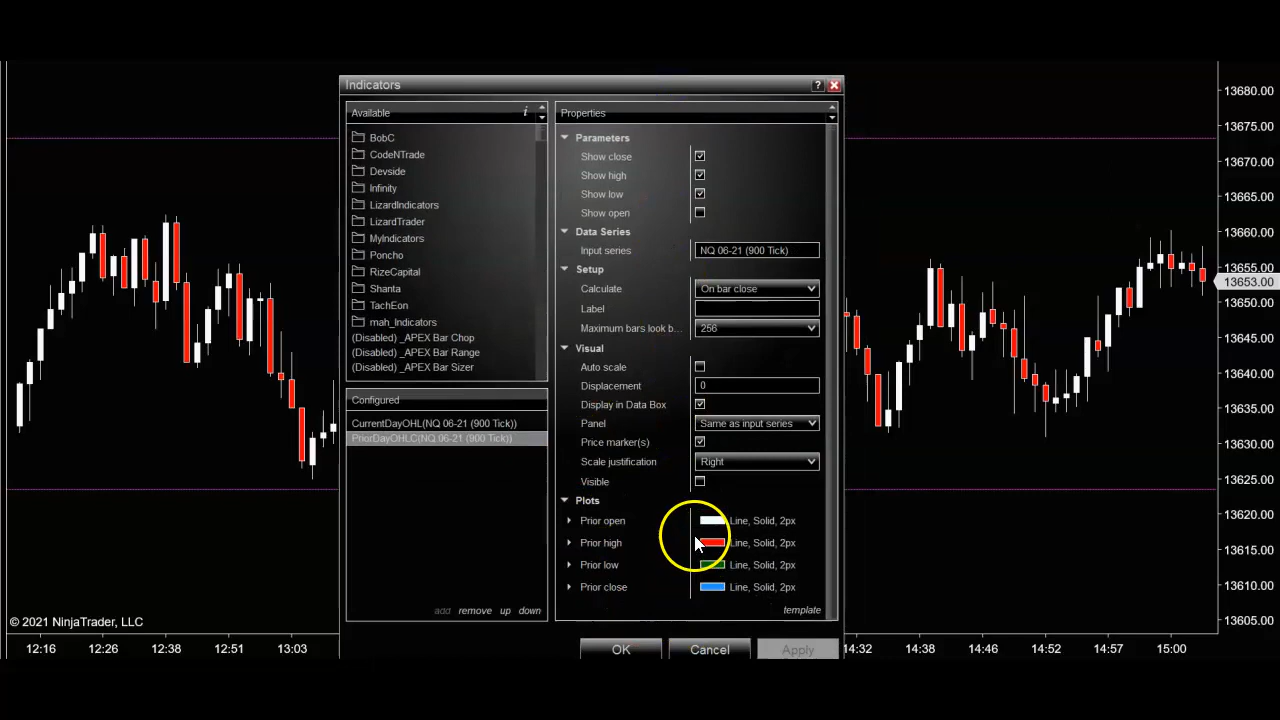 Indicators
?
Available
i
BobC
CodeNTrade
Devside
Infinity
LizardIndicators
LizardTrader
MyIndicators
Poncho
RizeCapital
Shanta
TachEon
mah_Indicators
(Disabled) _APEX Bar Chop
(Disabled) _APEX Bar Range
(Disabled) _APEX Bar Sizer
Configured
CurrentDayOHL(NQ 06-21 (900 Tick))
PriorDayOHLC(NQ 06-21 (900 Tick))
add remove up down
Properties
Parameters
Show close
Show high
Show low
Show open
Data Series
Input series NQ 06-21 (900 Tick)
Setup
Calculate On bar close
Label
Maximum bars look b... 256
Visual
Auto scale
Displacement 0
Display in Data Box
Panel Same as input series
Price marker(s)
Scale justification Right
Visible
Plots
Prior open Line, Solid, 2px
Prior high Line, Solid, 2px
Prior low Line, Solid, 2px
Prior close Line, Solid, 2px
template
OK Cancel Apply
13680.00
13675.00
13670.00
13665.00
13660.00
13655.00
13653.00
13650.00
13645.00
13640.00
13635.00
13630.00
13625.00
13620.00
13615.00
13610.00
13605.00
© 2021 NinjaTrader, LLC
12:16 12:26 12:38 12:51 13:03 14:32 14:38 14:46 14:52 14:57 15:00